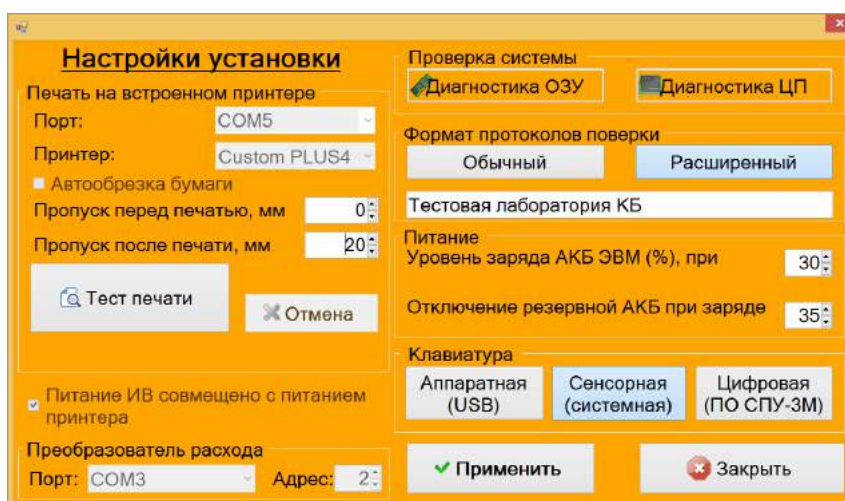 Настройки установки
Печать на встроенном принтере
Порт: COM5
Принтер: Custom PLUS4
Автообрезка бумаги
Пропуск перед печатью, мм 0
Пропуск после печати, мм 20
Тест печати
Отмена
Питание ИВ совмещено с питанием
принтера
Преобразователь расхода
Порт: COM3 Адрес: 2
Проверка системы
Диагностика ОЗУ Диагностика ЦП
Формат протоколов поверки
Обычный Расширенный
Тестовая лаборатория КБ
Питание
Уровень заряда АКБ ЭВМ (%), при 30
Отключение резервной АКБ при заряде 35
Клавиатура
Аппаратная
(USB)
Сенсорная
(системная)
Цифровая
(ПО СПУ-3М)
Применить Закрыть